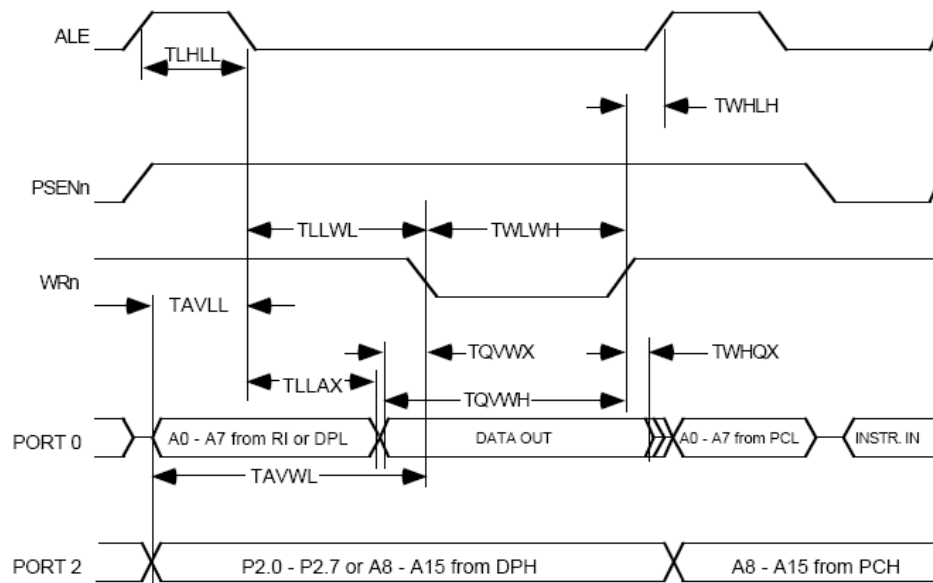 ALE
TLHLL
TWHLH
PSENn
TLLWL
TWLWH
WRn
TAVLL
TQVWX
TWHQX
TLLAX
TQVWH
PORT 0
A0 - A7 from RI or DPL
DATA OUT
A0 - A7 from PCL
INSTR. IN
TAVWL
PORT 2
P2.0 - P2.7 or A8 - A15 from DPH
A8 - A15 from PCH